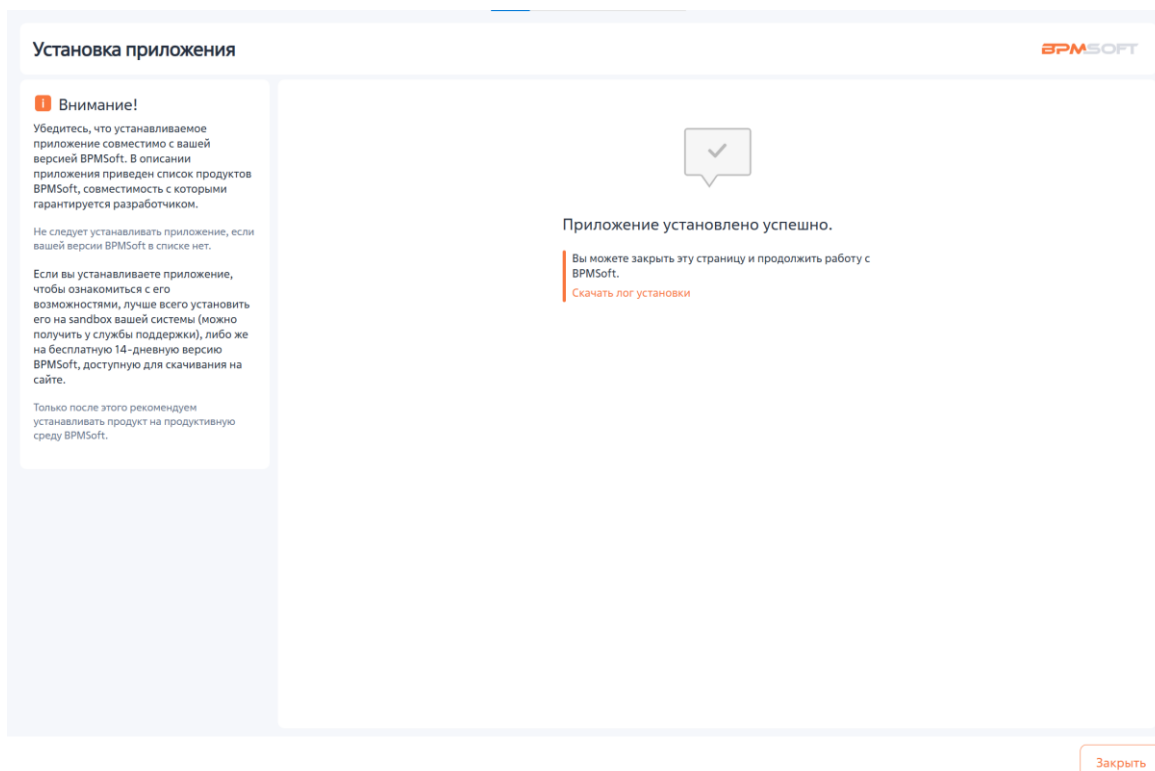 Установка приложения
BPMSOFT
Внимание!
Убедитесь, что устанавливаемое
приложение совместимо с вашей
версией BPMSoft. В описании
приложения приведен список продуктов
BPMSoft, совместимость с которыми
гарантируется разработчиком.
Не следует устанавливать приложение, если
вашей версии BPMSoft в списке нет.
Если вы устанавливаете приложение,
чтобы ознакомиться с его
возможностями, лучше всего установить
его на sandbox вашей системы (можно
получить у службы поддержки), либо же
на бесплатную 14-дневную версию
BPMSoft, доступную для скачивания на
сайте.
Только после этого рекомендуем
устанавливать продукт на продуктивную
среду BPMSoft.
Приложение установлено успешно.
Вы можете закрыть эту страницу и продолжить работу с
BPMSoft.
Скачать лог установки
Закрыть